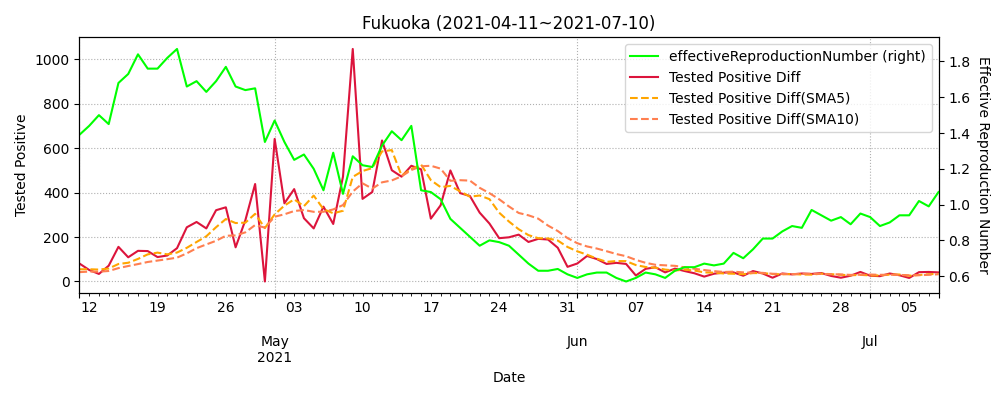 Fukuoka (2021-04-11~2021-07-10)
effectiveReproductionNumber (right)
Tested Positive Diff
Tested Positive Diff(SMA5)
Tested Positive Diff(SMA10)
Tested Positive
1000
800
600
400
200
0
1.8
1.6
1.4
1.2
1.0
0.8
0.6
Effective Reproduction Number
12 19 26 03 10 17 24 31 07 14 21 28 05
May Jun Jul
2021
Date